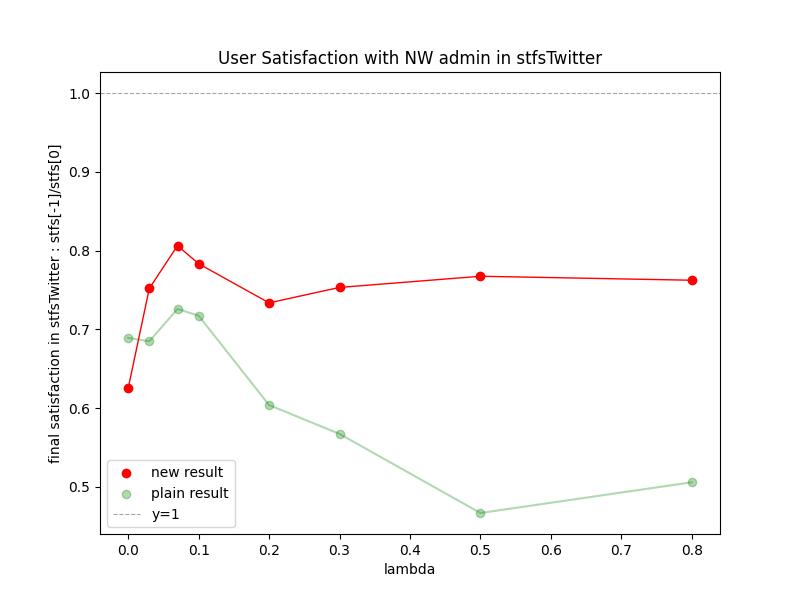 User Satisfaction with NW admin in stfsTwitter
final satisfaction in stfsTwitter : stfs[-1]/stfs[0]
1.0
0.9
0.8
0.7
0.6
0.5
new result
plain result
y=1
0.0 0.1 0.2 0.3 0.4 0.5 0.6 0.7 0.8
lambda